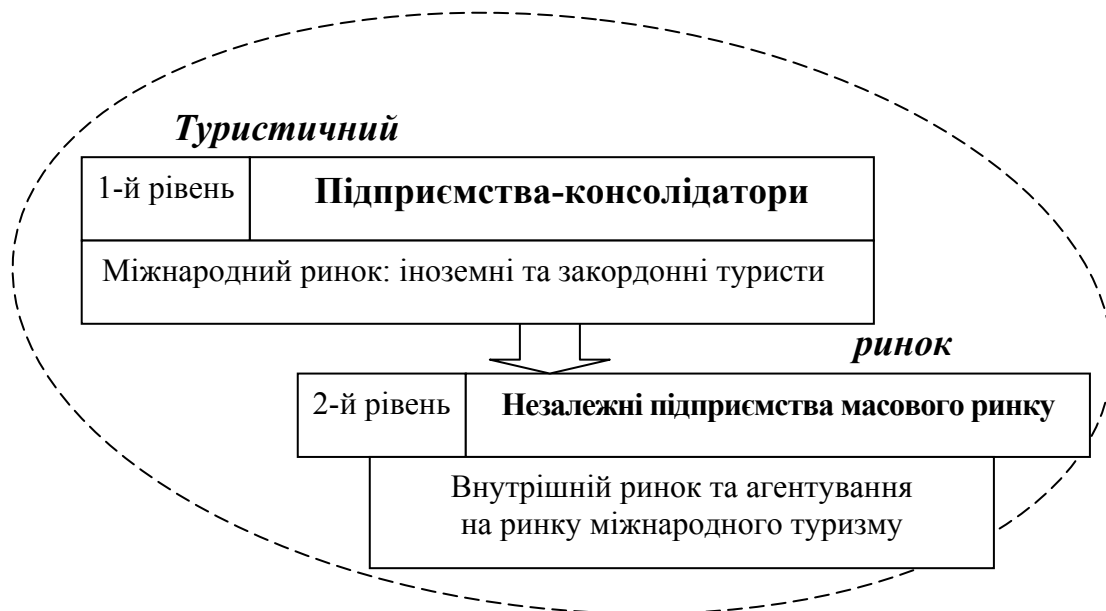 Туристичний
1-й рівень
Підприємства-консолідатори
Міжнародний ринок: іноземні та закордонні туристи
ринок
2-й рівень
Незалежні підприємства масового ринку
Внутрішній ринок та агентування
на ринку міжнародного туризму